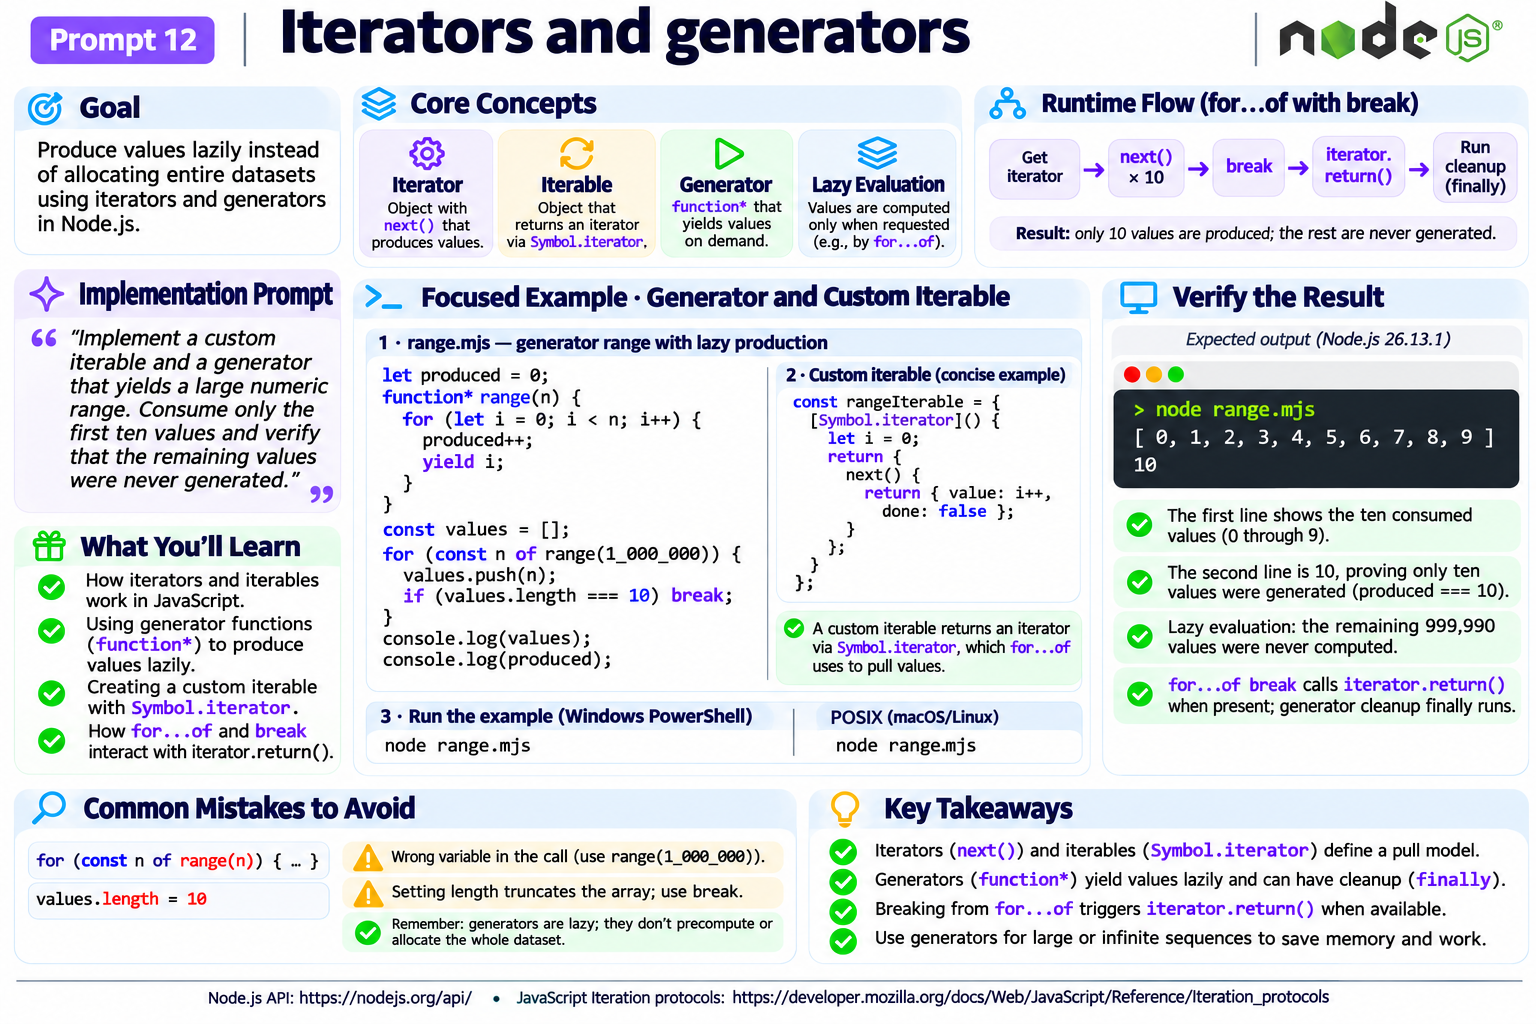 Prompt 12
Iterators and generators
node
JS
®
Goal
Produce values lazily instead
of allocating entire datasets
using iterators and generators
in Node.js.
Core Concepts
Iterator
Object with
next() that
produces values.
Iterable
Object that
returns an iterator
via Symbol.iterator,
Generator
function* that
yields values
on demand.
Lazy Evaluation
Values are computed
only when requested
(e.g., by for...of).
Runtime Flow (for...of with break)
Get
iterator
next()
× 10
break
iterator.
return()
Run
cleanup
(finally)
Result: only 10 values are produced; the rest are never generated.
Implementation Prompt
“
“Implement a custom
iterable and a generator
that yields a large numeric
range. Consume only the
first ten values and verify
that the remaining values
were never generated.”
”
What You’ll Learn
How iterators and iterables
work in JavaScript.
Using generator functions
(function*) to produce
values lazily.
Creating a custom iterable
with Symbol.iterator.
How for...of and break
interact with iterator.return().
Focused Example · Generator and Custom Iterable
1 · range.mjs — generator range with lazy production
let produced = 0;
function* range(n) {
for (let i = 0; i < n; i++) {
produced++;
yield i;
}
}
const values = [];
for (const n of range(1_000_000)) {
values.push(n);
if (values.length === 10) break;
}
console.log(values);
console.log(produced);
2 · Custom iterable (concise example)
const rangeIterable = {
[Symbol.iterator]() {
let i = 0;
return {
next() {
return { value: i++,
done: false };
}
};
}
};
A custom iterable returns an iterator
via Symbol.iterator, which for...of
uses to pull values.
3 · Run the example (Windows PowerShell)
node range.mjs
POSIX (macOS/Linux)
node range.mjs
Verify the Result
Expected output (Node.js 26.13.1)
> node range.mjs
[ 0, 1, 2, 3, 4, 5, 6, 7, 8, 9 ]
10
The first line shows the ten consumed
values (0 through 9).
The second line is 10, proving only ten
values were generated (produced === 10).
Lazy evaluation: the remaining 999,990
values were never computed.
for...of break calls iterator.return()
when present; generator cleanup finally runs.
Common Mistakes to Avoid
for (const n of range(n)) { … }
values.length = 10
Wrong variable in the call (use range(1_000_000)).
Setting length truncates the array; use break.
Remember: generators are lazy; they don’t precompute or
allocate the whole dataset.
Key Takeaways
Iterators (next()) and iterables (Symbol.iterator) define a pull model.
Generators (function*) yield values lazily and can have cleanup (finally).
Breaking from for...of triggers iterator.return() when available.
Use generators for large or infinite sequences to save memory and work.
Node.js API: https://nodejs.org/api/ • JavaScript Iteration protocols: https://developer.mozilla.org/docs/Web/JavaScript/Reference/Iteration_protocols